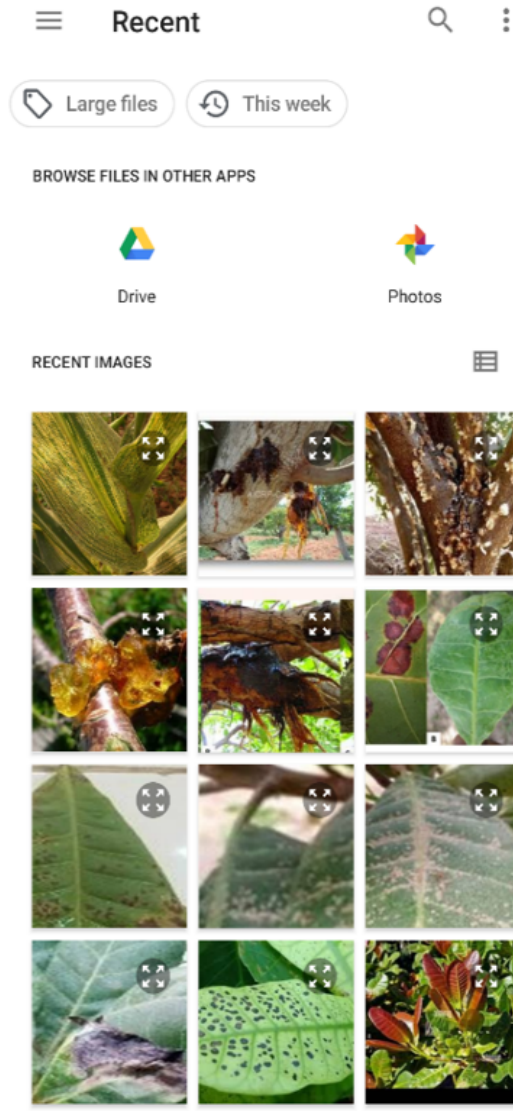 Recent
Large files
This week
BROWSE FILES IN OTHER APPS
Drive
Photos
RECENT IMAGES